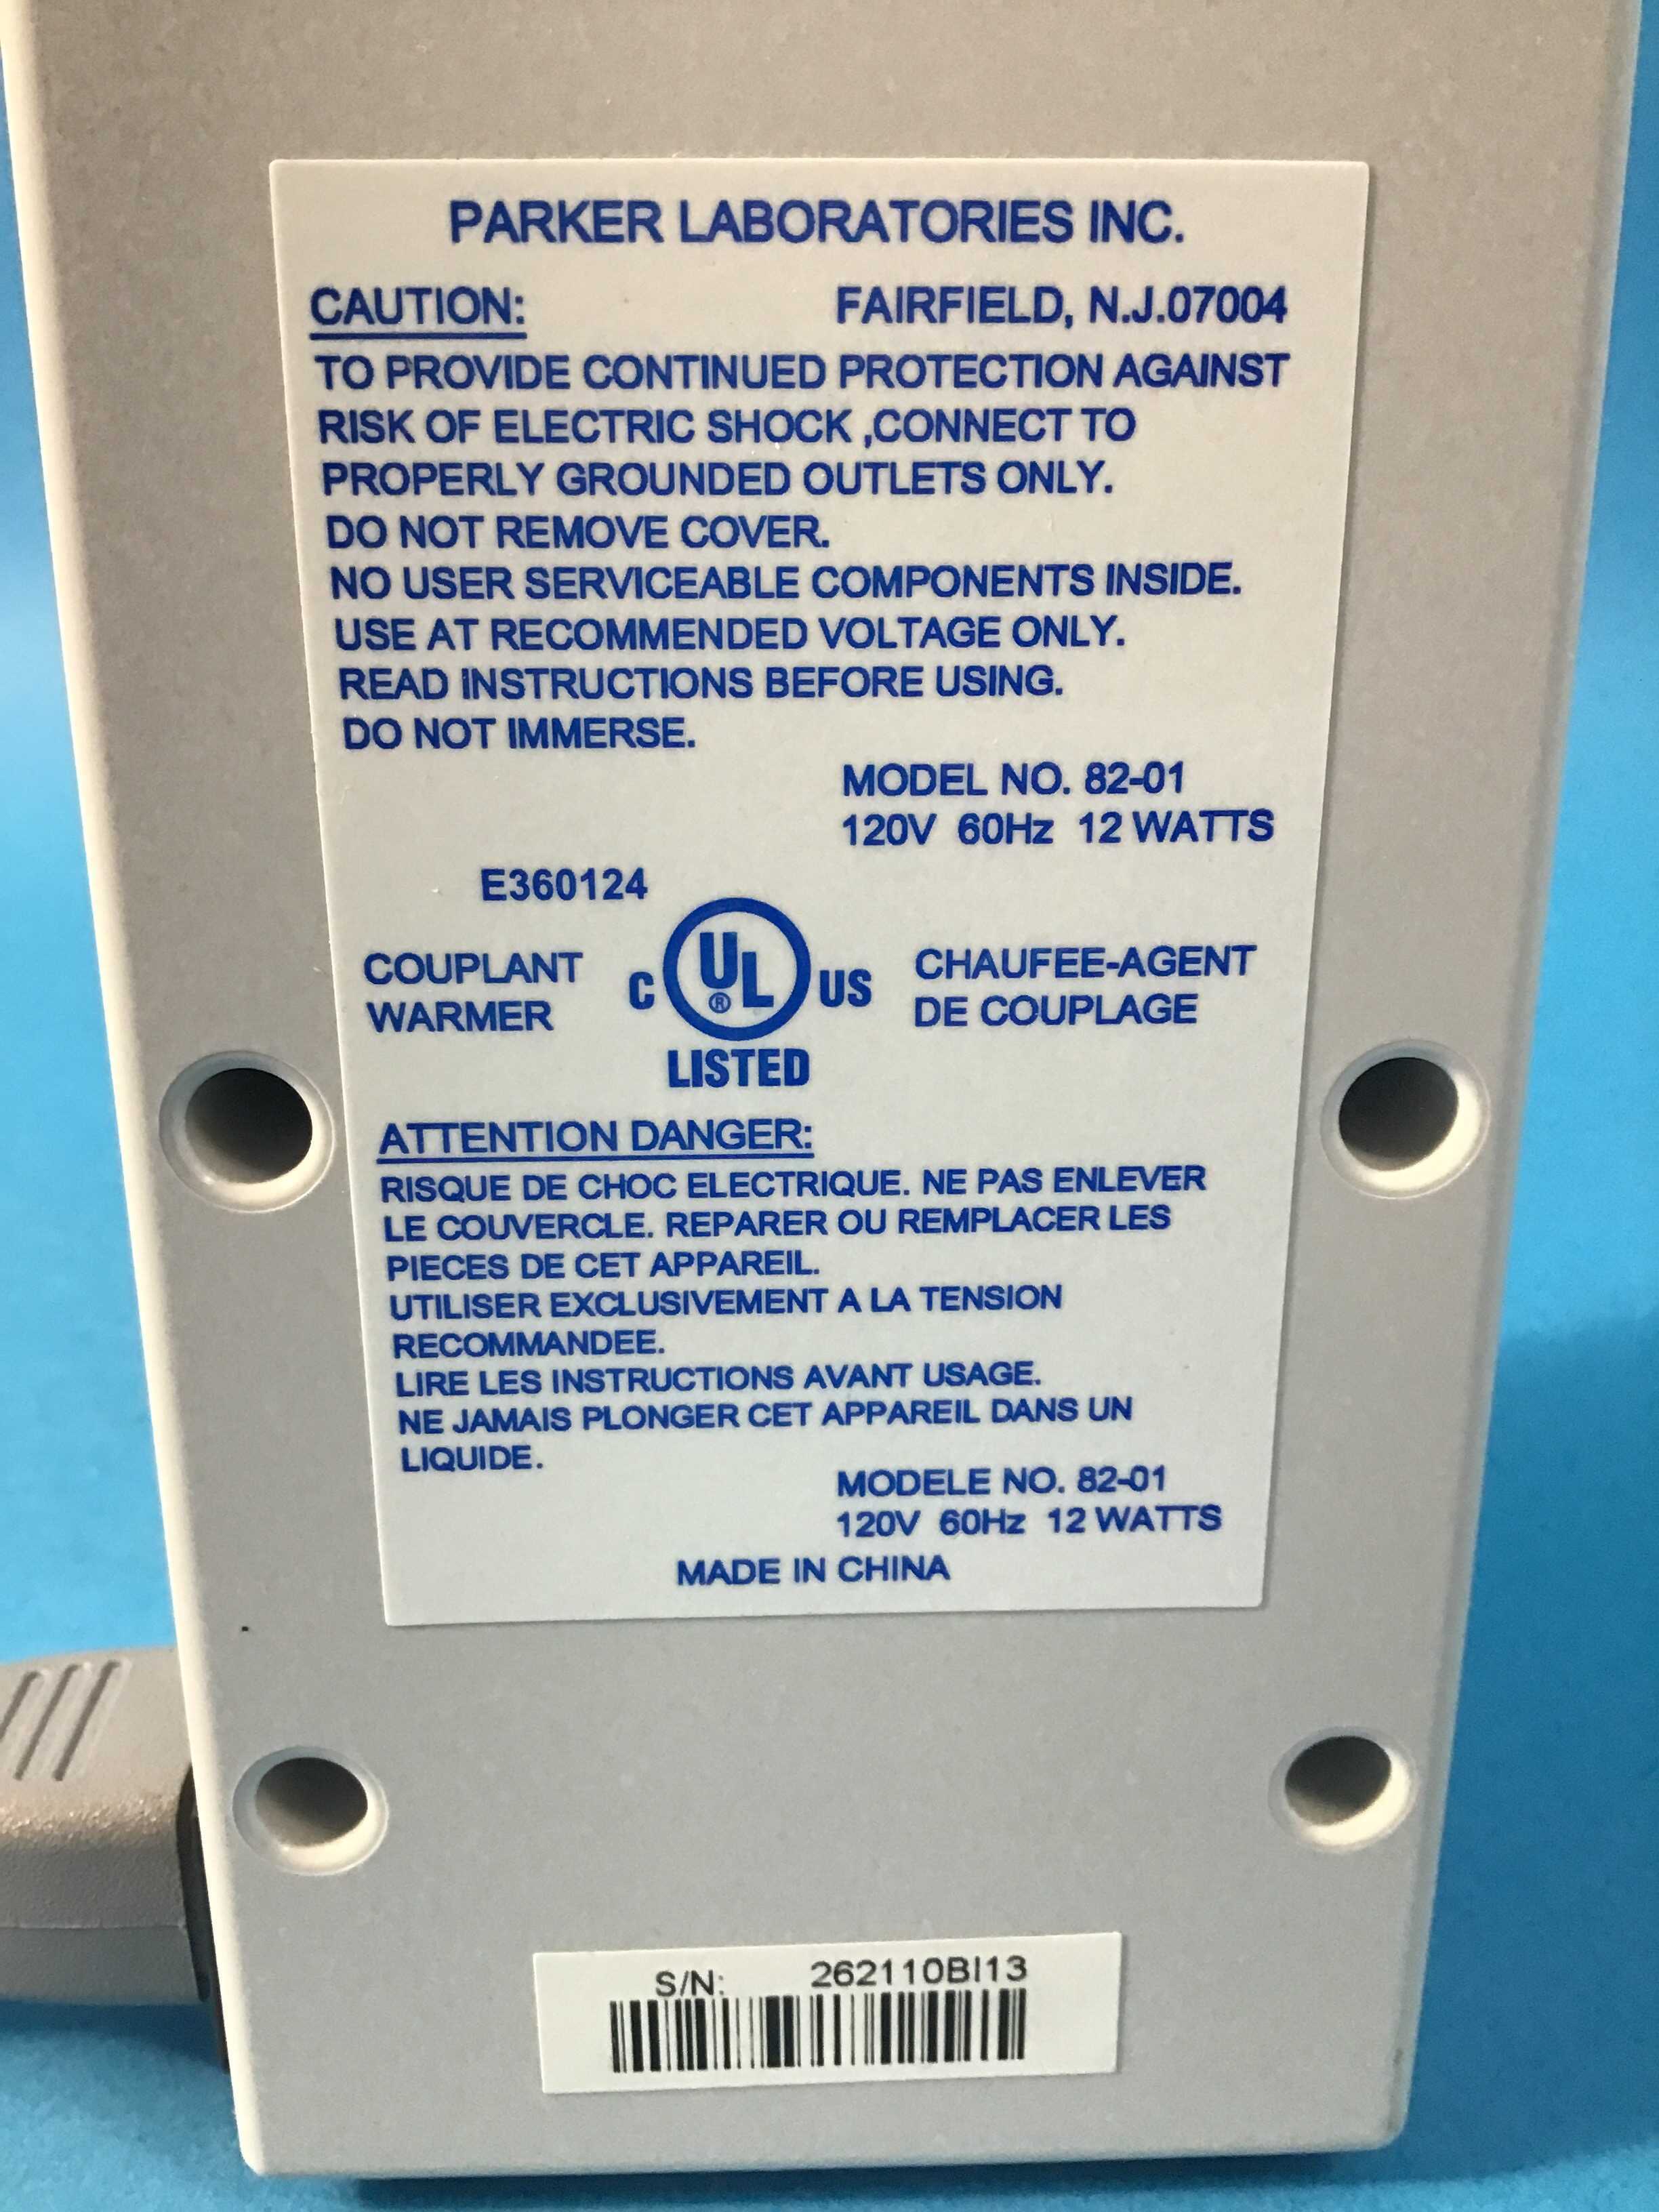 PARKER LABORATORIES INC.
CAUTION: FAIRFIELD, N.J.07004
TO PROVIDE CONTINUED PROTECTION AGAINST
RISK OF ELECTRIC SHOCK ,CONNECT TO
PROPERLY GROUNDED OUTLETS ONLY.
DO NOT REMOVE COVER.
NO USER SERVICEABLE COMPONENTS INSIDE.
USE AT RECOMMENDED VOLTAGE ONLY.
READ INSTRUCTIONS BEFORE USING.
DO NOT IMMERSE.
MODEL NO. 82-01
120V 60Hz 12 WATTS
E360124
COUPLANT
WARMER
C UL® US
LISTED
CHAUFEE-AGENT
DE COUPLAGE
ATTENTION DANGER:
RISQUE DE CHOC ELECTRIQUE. NE PAS ENLEVER
LE COUVERCLE. REPARER OU REMPLACER LES
PIECES DE CET APPAREIL.
UTILISER EXCLUSIVEMENT A LA TENSION
RECOMMANDEE.
LIRE LES INSTRUCTIONS AVANT USAGE.
NE JAMAIS PLONGER CET APPAREIL DANS UN
LIQUIDE.
MODELE NO. 82-01
120V 60Hz 12 WATTS
MADE IN CHINA
S/N: 262110BI13